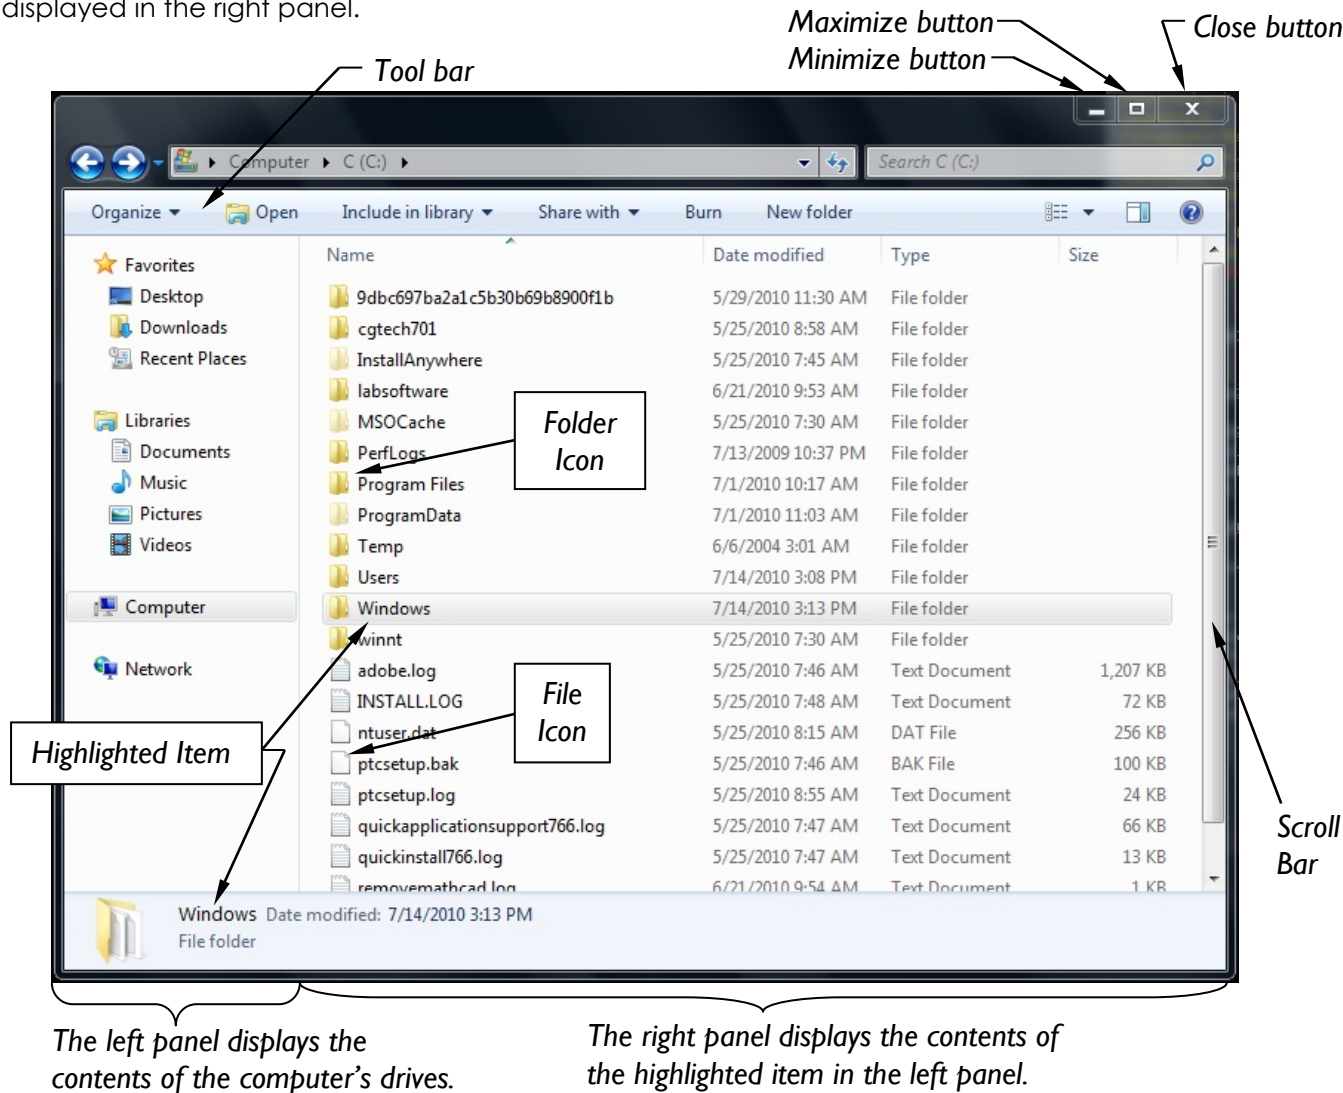 displayed in the right panel.
Maximize button
Close button
Minimize button
Tool bar
Computer C (C:) Search C (C:)
Organize Open Include in library Share with Burn New folder
Favorites
Desktop
Downloads
Recent Places
Libraries
Documents
Music
Pictures
Videos
Computer
Network
Name Date modified Type Size
9dbc697ba2a1c5b30b69b8900f1b 5/29/2010 11:30 AM File folder
cgtech701 5/25/2010 8:58 AM File folder
InstallAnywhere 5/25/2010 7:45 AM File folder
labsoftware 6/21/2010 9:53 AM File folder
MSOCache 5/25/2010 7:30 AM File folder
PerfLogs 7/13/2009 10:37 PM File folder
Program Files 7/1/2010 10:17 AM File folder
ProgramData 7/1/2010 11:03 AM File folder
Temp 6/6/2004 3:01 AM File folder
Users 7/14/2010 3:08 PM File folder
Windows 7/14/2010 3:13 PM File folder
winnt 5/25/2010 7:30 AM File folder
adobe.log 5/25/2010 7:46 AM Text Document 1,207 KB
INSTALL.LOG 5/25/2010 7:48 AM Text Document 72 KB
ntuser.dat 5/25/2010 8:15 AM DAT File 256 KB
ptcsetup.bak 5/25/2010 7:46 AM BAK File 100 KB
ptcsetup.log 5/25/2010 8:55 AM Text Document 24 KB
quickapplicationsupport766.log 5/25/2010 7:47 AM Text Document 66 KB
quickinstall766.log 5/25/2010 7:47 AM Text Document 13 KB
removemathcad.log 6/21/2010 9:54 AM Text Document 1 KB
Folder
Icon
File
Icon
Highlighted Item
Scroll
Bar
Windows Date modified: 7/14/2010 3:13 PM
File folder
The left panel displays the
contents of the computer's drives.
The right panel displays the contents of
the highlighted item in the left panel.